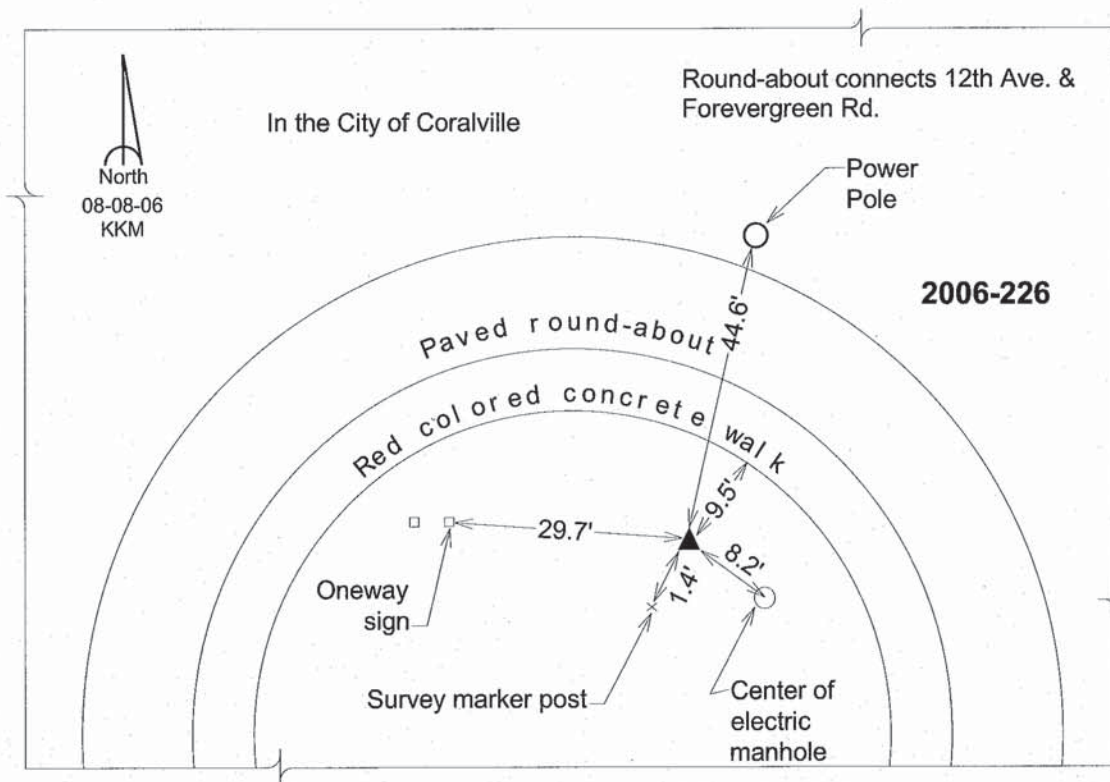 In the City of Coralville
Round-about connects 12th Ave. &
Forevergreen Rd.
North
08-08-06
KKM
Power
Pole
2006-226
44.6'
Paved round-about
Red colored concrete walk
9.5'
29.7'
8.2'
1.4'
Oneway
sign
Survey marker post
Center of
electric
manhole